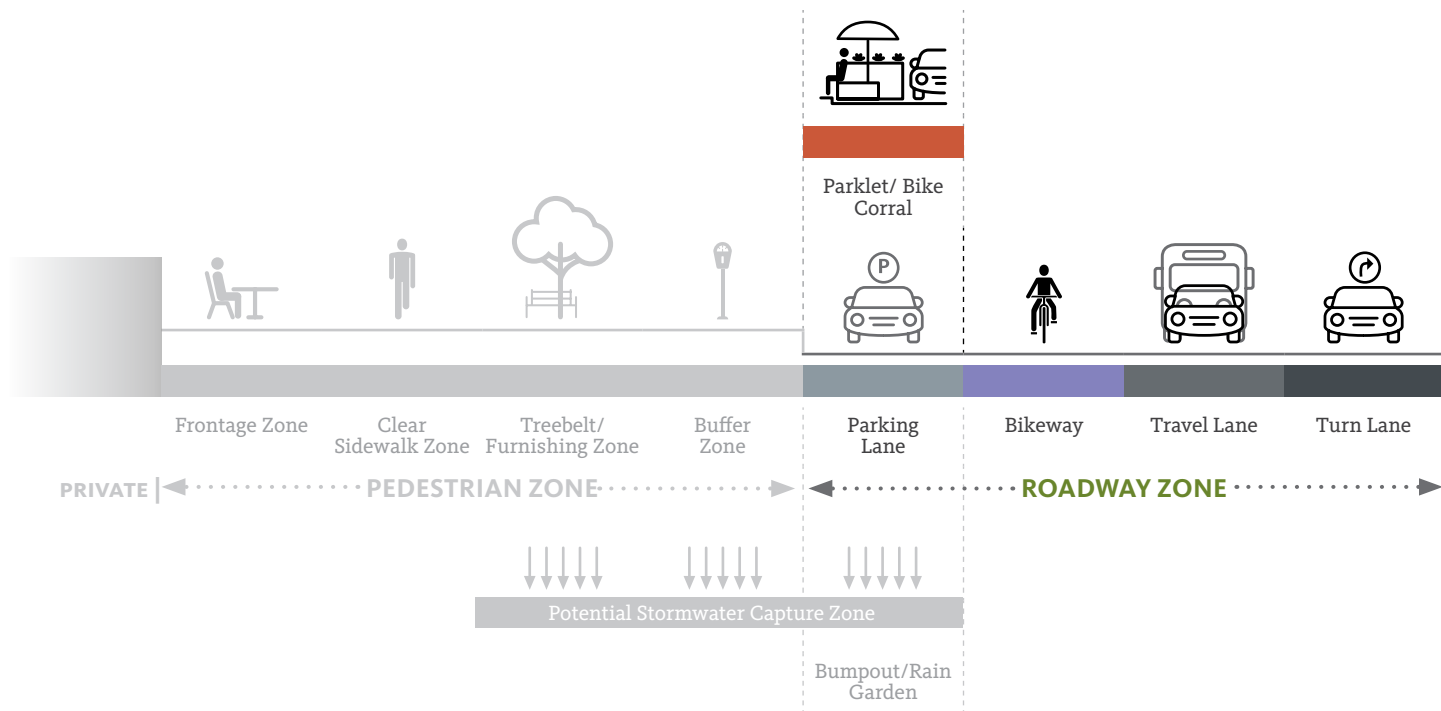 Parklet/ Bike
Corral
P
Frontage Zone
Clear
Sidewalk Zone
Treebelt/
Furnishing Zone
Buffer
Zone
Parking
Lane
Bikeway
Travel Lane
Turn Lane
PRIVATE
PEDESTRIAN ZONE
ROADWAY ZONE
Potential Stormwater Capture Zone
Bumpout/Rain
Garden